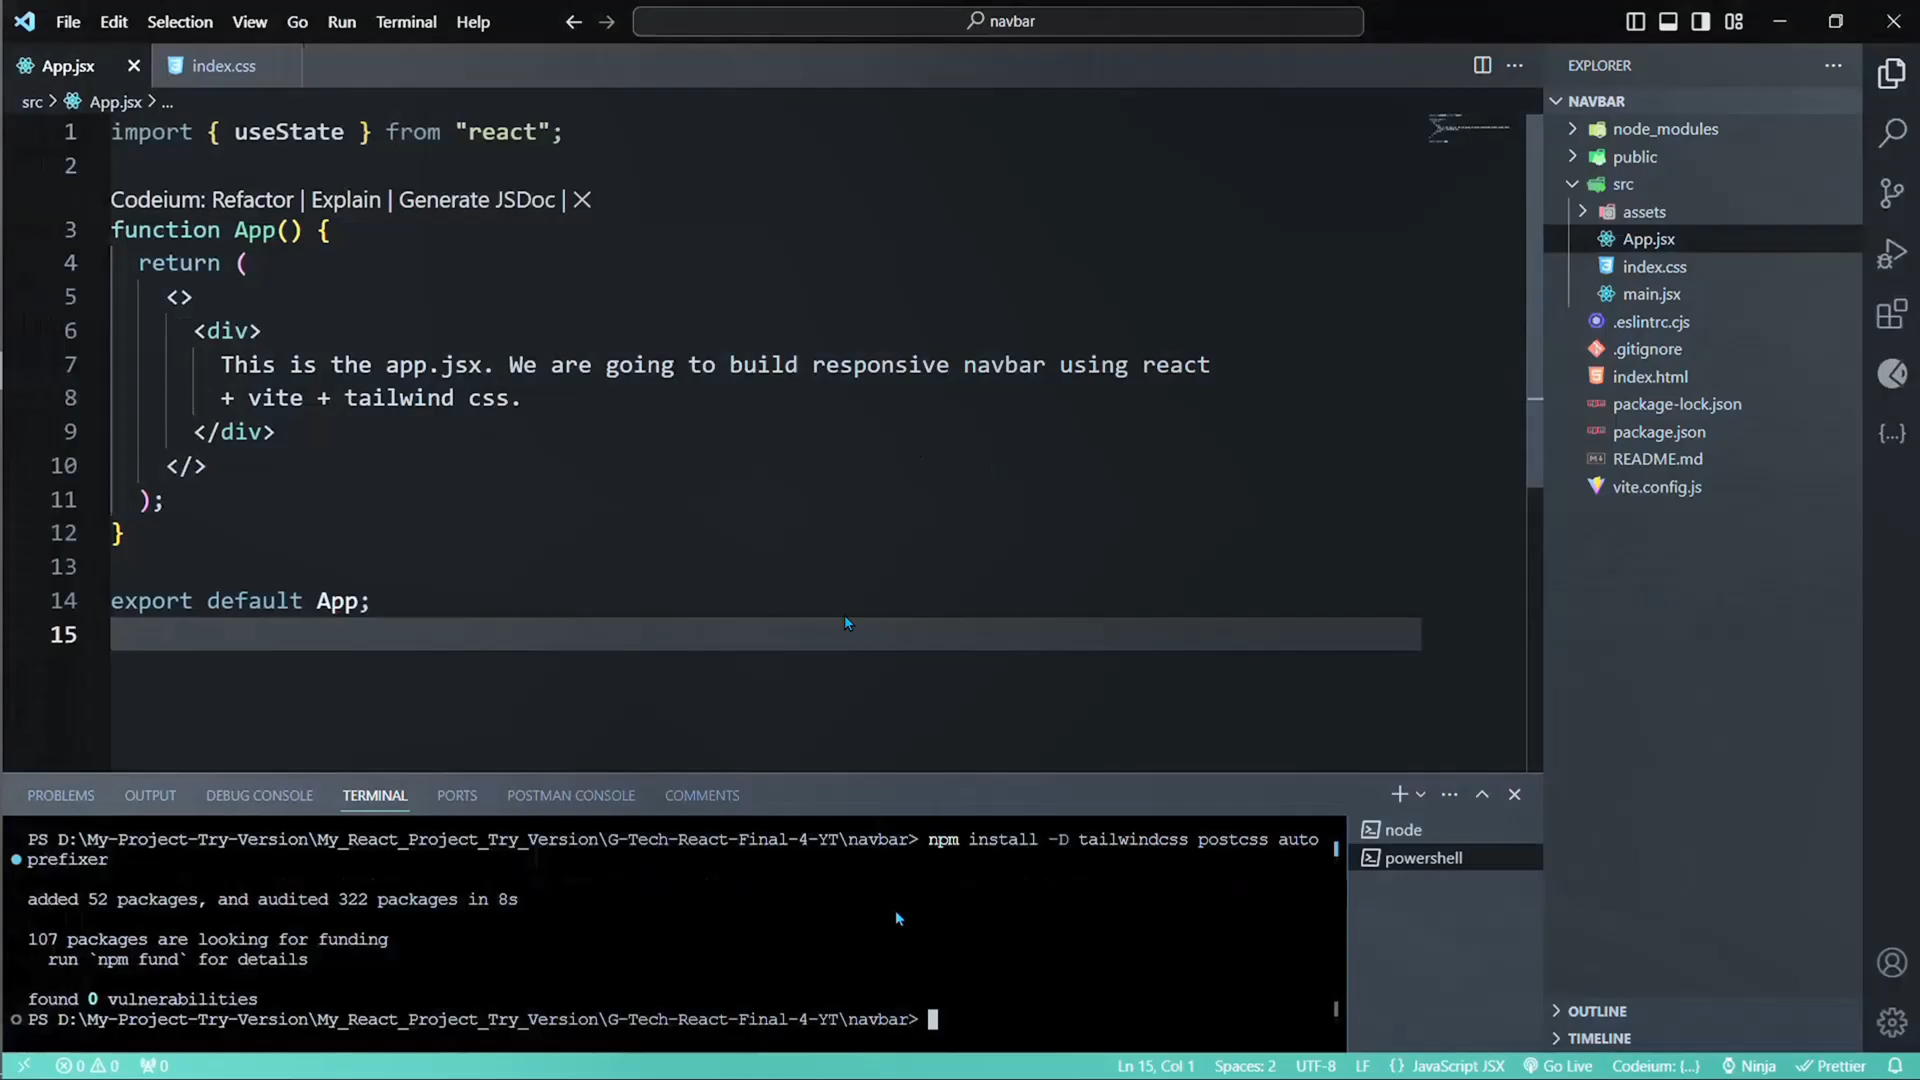 File Edit Selection View Go Run Terminal Help
navbar
App.jsx
index.css
src > App.jsx > ...
1 import { useState } from "react";
2
Codeium: Refactor | Explain | Generate JSDoc | ×
3 function App() {
4 return (
5 <>
6 <div>
7 This is the app.jsx. We are going to build responsive navbar using react
8 + vite + tailwind css.
9 </div>
10 </>
11 );
12 }
13
14 export default App;
15
EXPLORER
NAVBAR
node_modules
public
src
assets
App.jsx
index.css
main.jsx
.eslintrc.cjs
.gitignore
index.html
package-lock.json
package.json
README.md
vite.config.js
OUTLINE
TIMELINE
PROBLEMS OUTPUT DEBUG CONSOLE TERMINAL PORTS POSTMAN CONSOLE COMMENTS
PS D:\My-Project-Try-Version\My_React_Project_Try_Version\G-Tech-React-Final-4-YT\navbar> npm install -D tailwindcss postcss auto
prefixer
added 52 packages, and audited 322 packages in 8s
107 packages are looking for funding
run `npm fund` for details
found 0 vulnerabilities
PS D:\My-Project-Try-Version\My_React_Project_Try_Version\G-Tech-React-Final-4-YT\navbar>
node
powershell
0 0 0 Ln 15, Col 1 Spaces: 2 UTF-8 LF {} JavaScript JSX Go Live Codeium: {...} Ninja Prettier